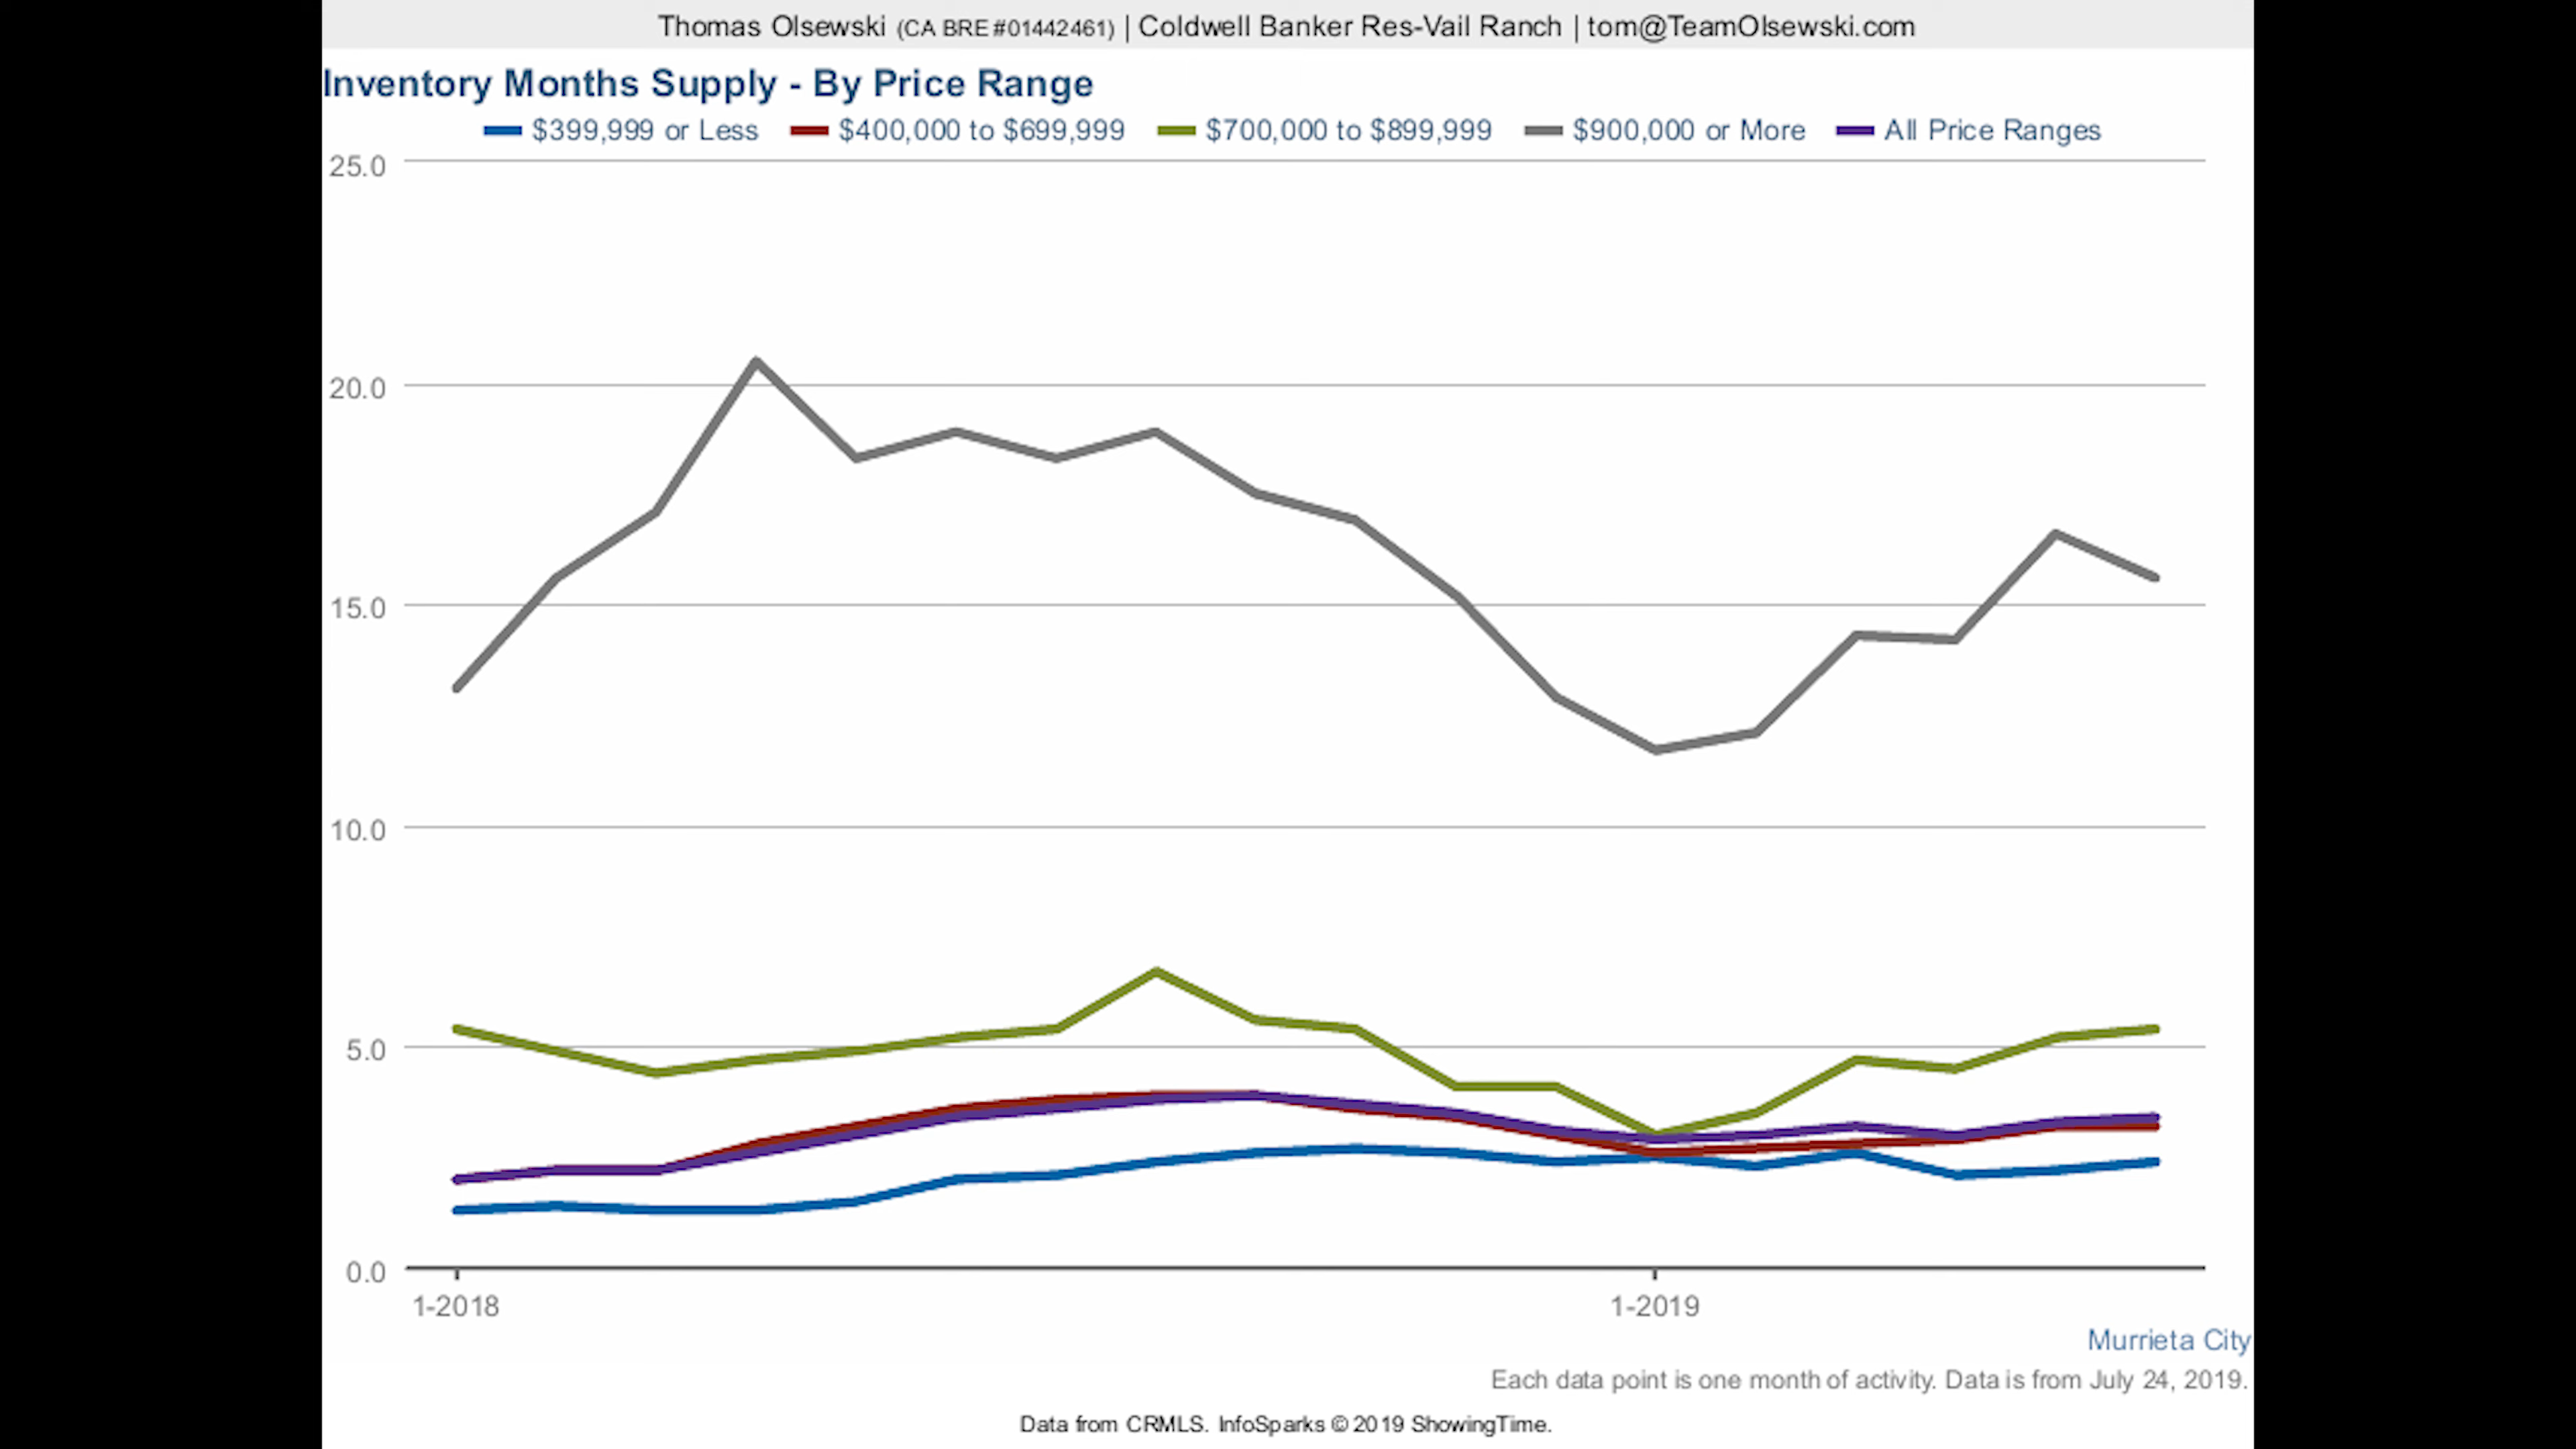 Thomas Olsewski (CA BRE #01442461) | Coldwell Banker Res-Vail Ranch | tom@TeamOlsewski.com
Inventory Months Supply - By Price Range
$399,999 or Less $400,000 to $699,999 $700,000 to $899,999 $900,000 or More All Price Ranges
25.0
20.0
15.0
10.0
5.0
0.0
1-2018 1-2019
Murrieta City
Each data point is one month of activity. Data is from July 24, 2019.
Data from CRMLS. InfoSparks © 2019 ShowingTime.